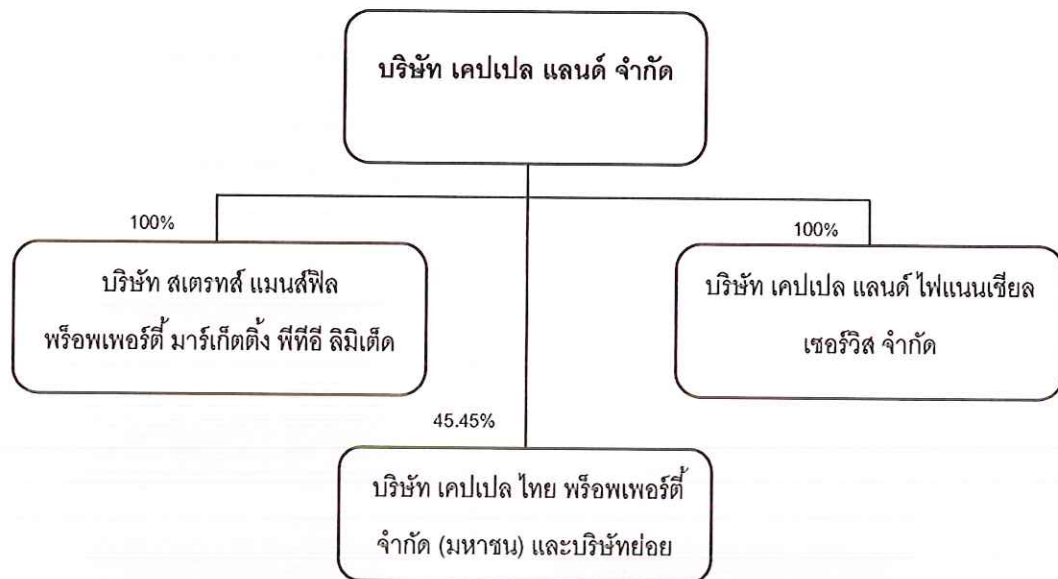 บริษัท เคปเปล แลนด์ จำกัด
100%
บริษัท สเตรทส์ แมนส์ฟิล
พร็อพเพอร์ตี้ มาร์เก็ตติ้ง พีทีอี ลิมิเต็ด
100%
บริษัท เคปเปล แลนด์ ไฟแนนเชียล
เซอร์วิส จำกัด
45.45%
บริษัท เคปเปล ไทย พร็อพเพอร์ตี้
จำกัด (มหาชน) และบริษัทย่อย